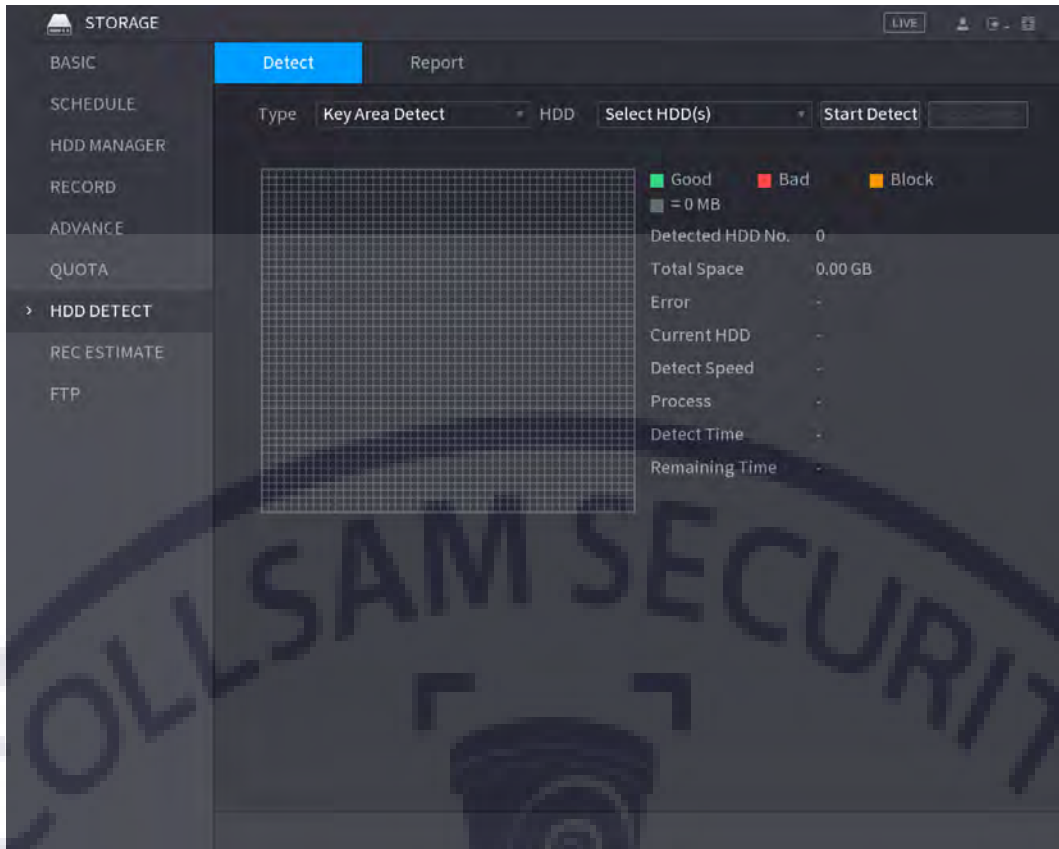 STORAGE
LIVE
BASIC
SCHEDULE
HDD MANAGER
RECORD
ADVANCE
QUOTA
HDD DETECT
REC ESTIMATE
FTP
Detect Report
Type Key Area Detect HDD Select HDD(s) Start Detect
Good Bad Block
= 0 MB
Detected HDD No. 0
Total Space 0.00 GB
Error -
Current HDD -
Detect Speed -
Process -
Detect Time -
Remaining Time -
OLLSAM SECURIT